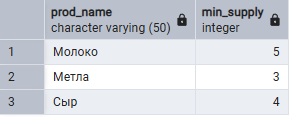 prod_name min_supply
character varying (50) integer
1 Молоко 5
2 Метла 3
3 Сыр 4